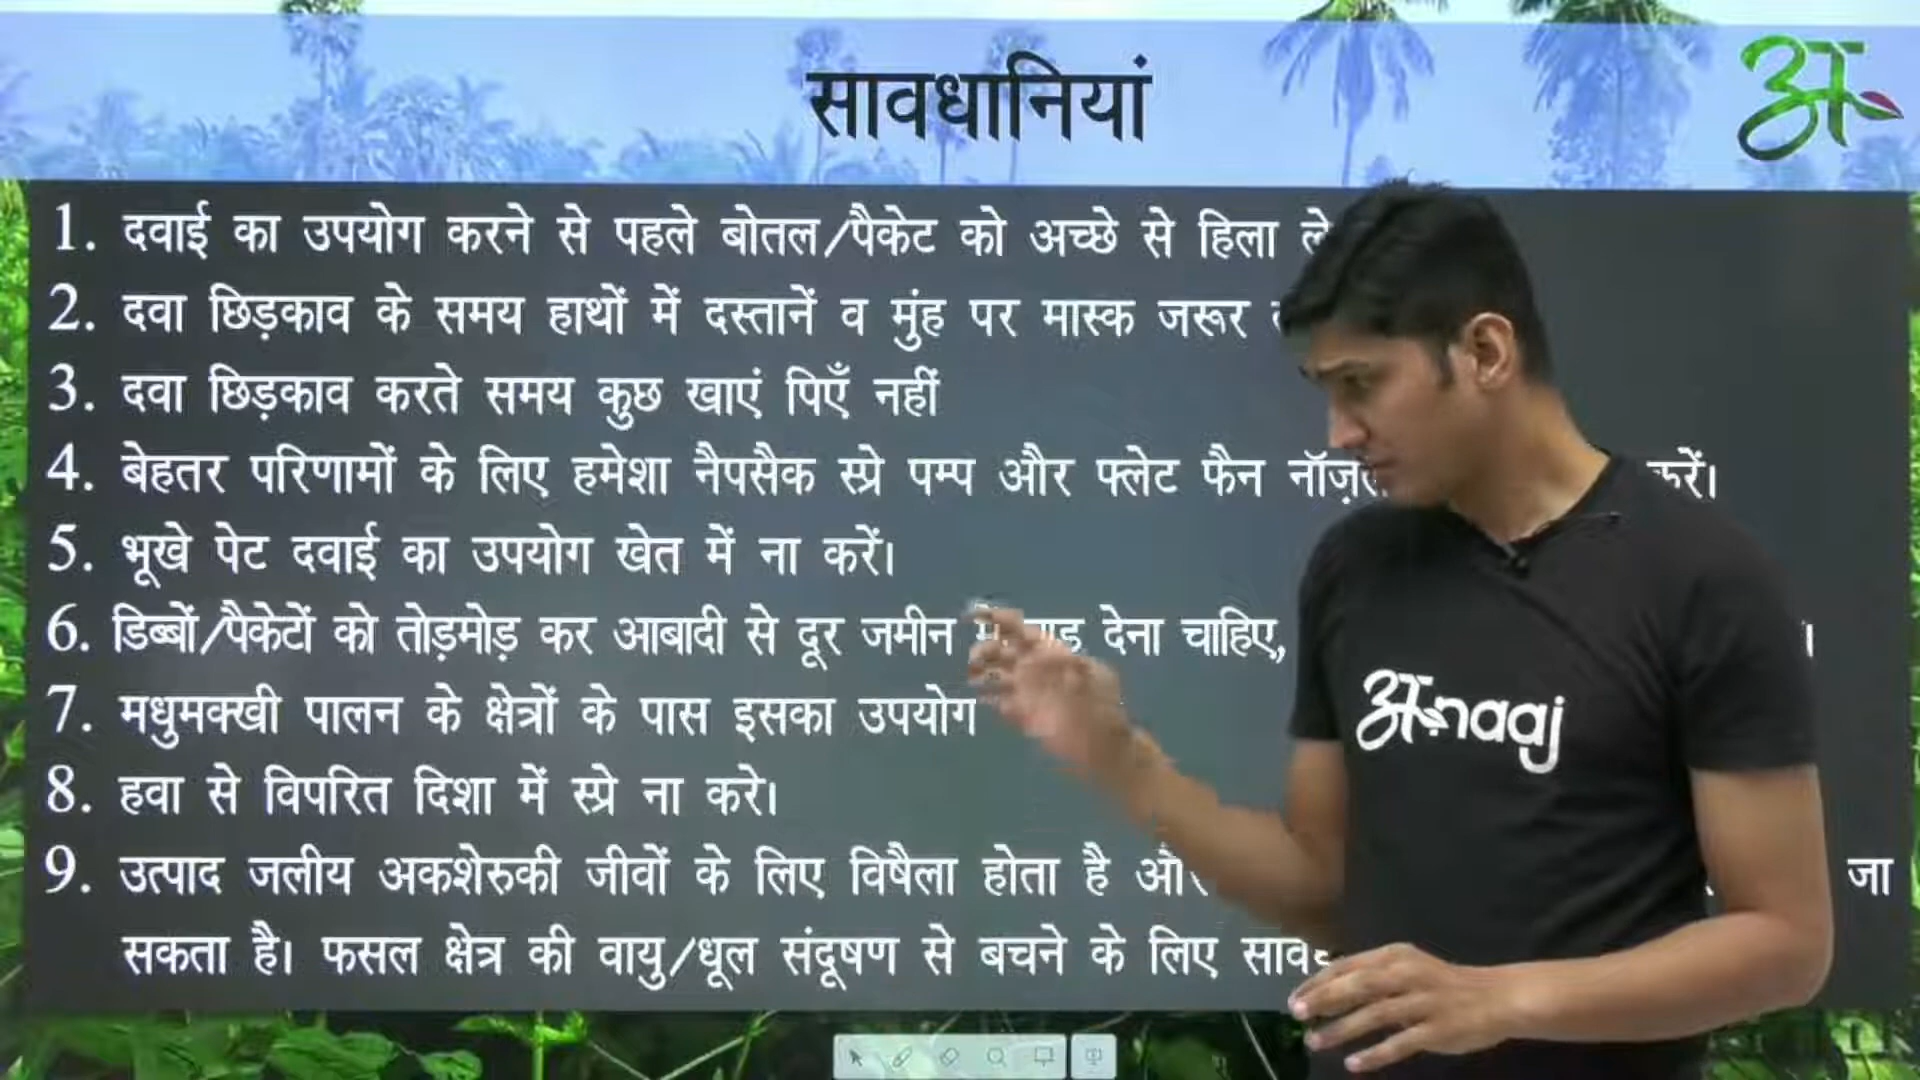 सावधानियां
अ
1. दवाई का उपयोग करने से पहले बोतल/पैकेट को अच्छे से हिला
2. दवा छिड़काव के समय हाथों में दस्तानें व मुंह पर मास्क जरूर
3. दवा छिड़काव करते समय कुछ खाएं पिएँ नहीं
4. बेहतर परिणामों के लिए हमेशा नैपसैक स्प्रे पम्प और फ्लेट फैन करें।
5. भूखे पेट दवाई का उपयोग खेत में ना करें।
6. डिब्बों/पैकेटों को तोड़मोड़ कर आबादी से दूर जमीन देना चाहिए,
अnaaj
7. मधुमक्खी पालन के क्षेत्रों के पास इसका उपयोग
8. हवा से विपरित दिशा में स्प्रे ना करे।
9. उत्पाद जलीय अकशेरुकी जीवों के लिए विषैला होता है जा
सकता है। फसल क्षेत्र की वायु/धूल संदूषण से बचने के लिए